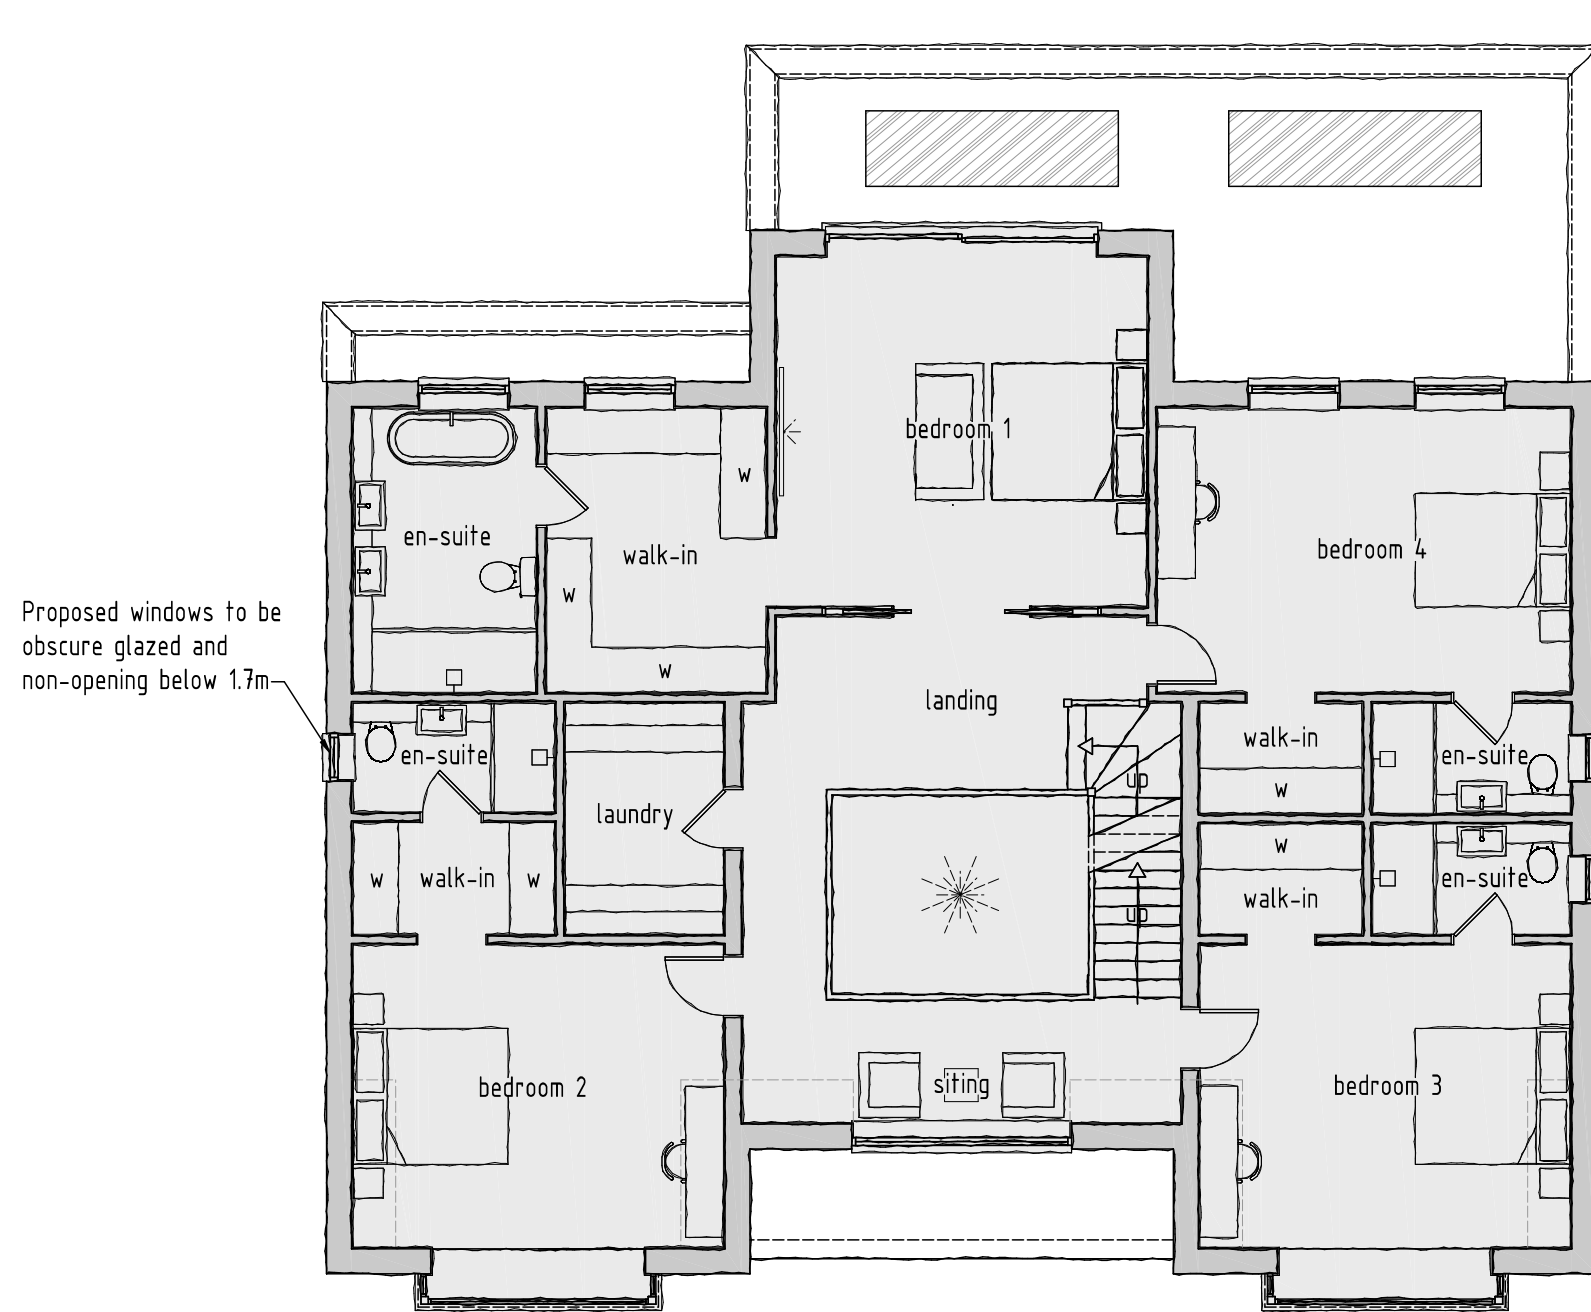 bedroom 1
w
en-suite
walk-in
bedroom 4
w
Proposed windows to be
obscure glazed and
non-opening below 1.7m
w
landing
en-suite
walk-in
en-suite
up
w
laundry
w
walk-in
w
w
up
walk-in
en-suite
siting
bedroom 2
bedroom 3